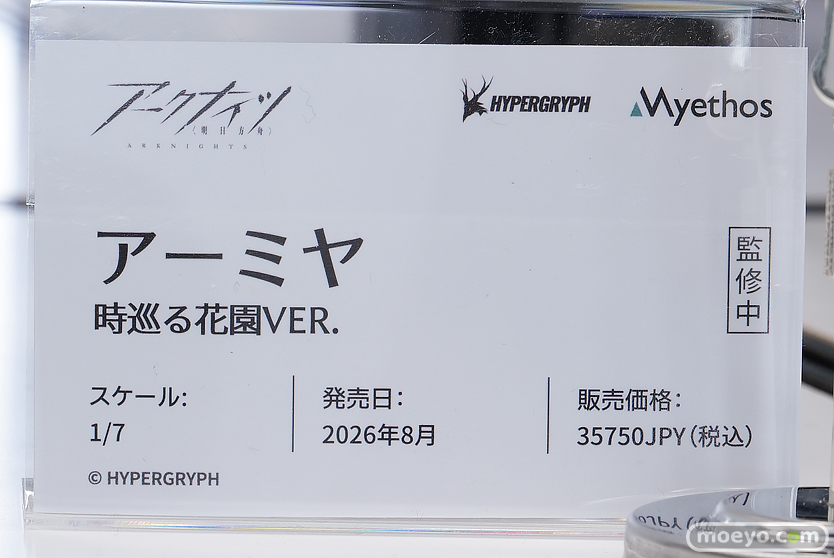 アークナイツ
〈明日方舟〉
ARKNIGHTS
HYPERGRYPH
Myethos
アーミヤ
時巡る花園VER.
監修中
スケール:
1/7
発売日:
2026年8月
販売価格:
35750JPY(税込)
© HYPERGRYPH
moeyo.com